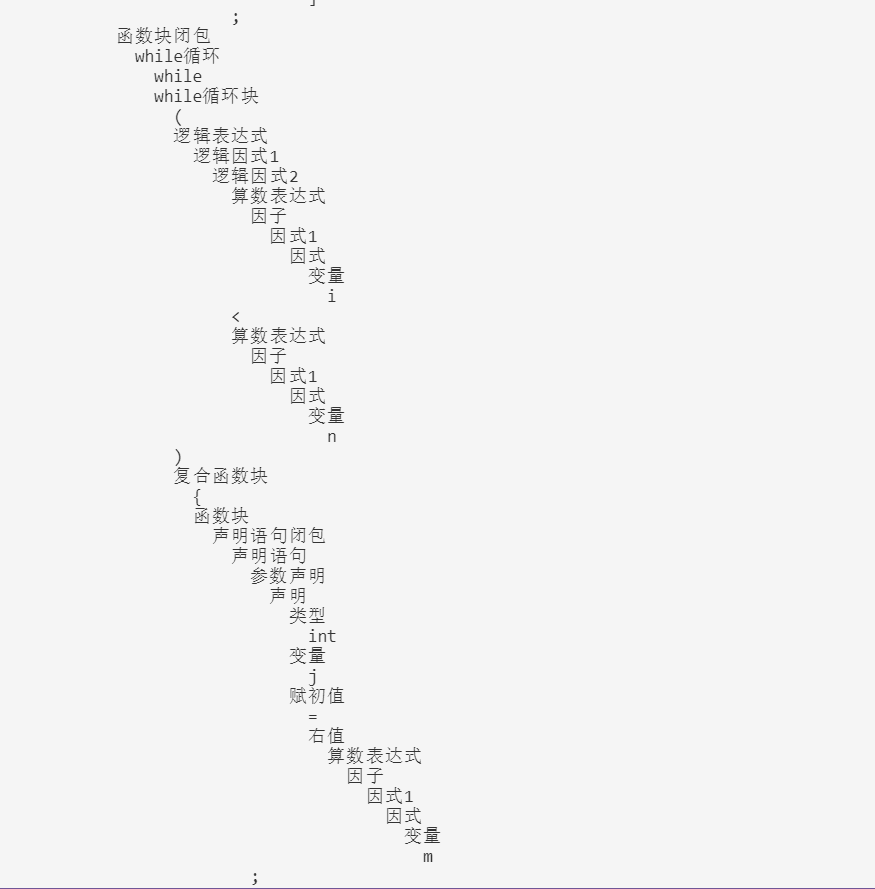 ]
;
函数块闭包
while循环
while
while循环块
(
逻辑表达式
逻辑因式1
逻辑因式2
算数表达式
因子
因式1
因式
变量
i
<
算数表达式
因子
因式1
因式
变量
n
)
复合函数块
{
函数块
声明语句闭包
声明语句
参数声明
声明
类型
int
变量
j
赋初值
=
右值
算数表达式
因子
因式1
因式
变量
m
;